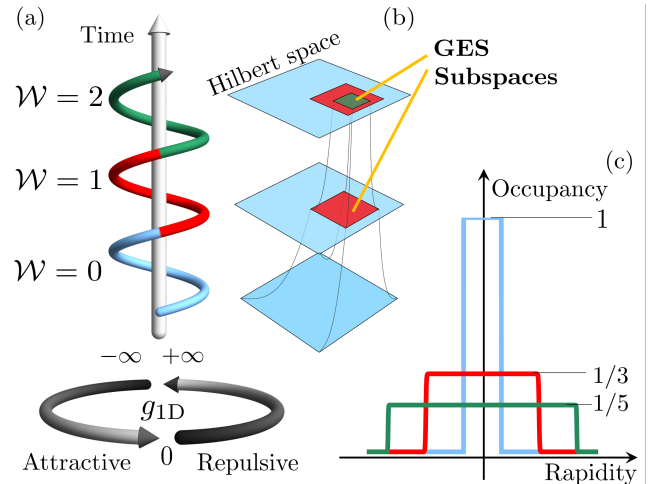 (a)
Time
𝒲 = 2
𝒲 = 1
𝒲 = 0
−∞ +∞
g1D
0
Attractive
Repulsive
(b)
Hilbert space
GES
Subspaces
(c)
Occupancy
1
1/3
1/5
Rapidity